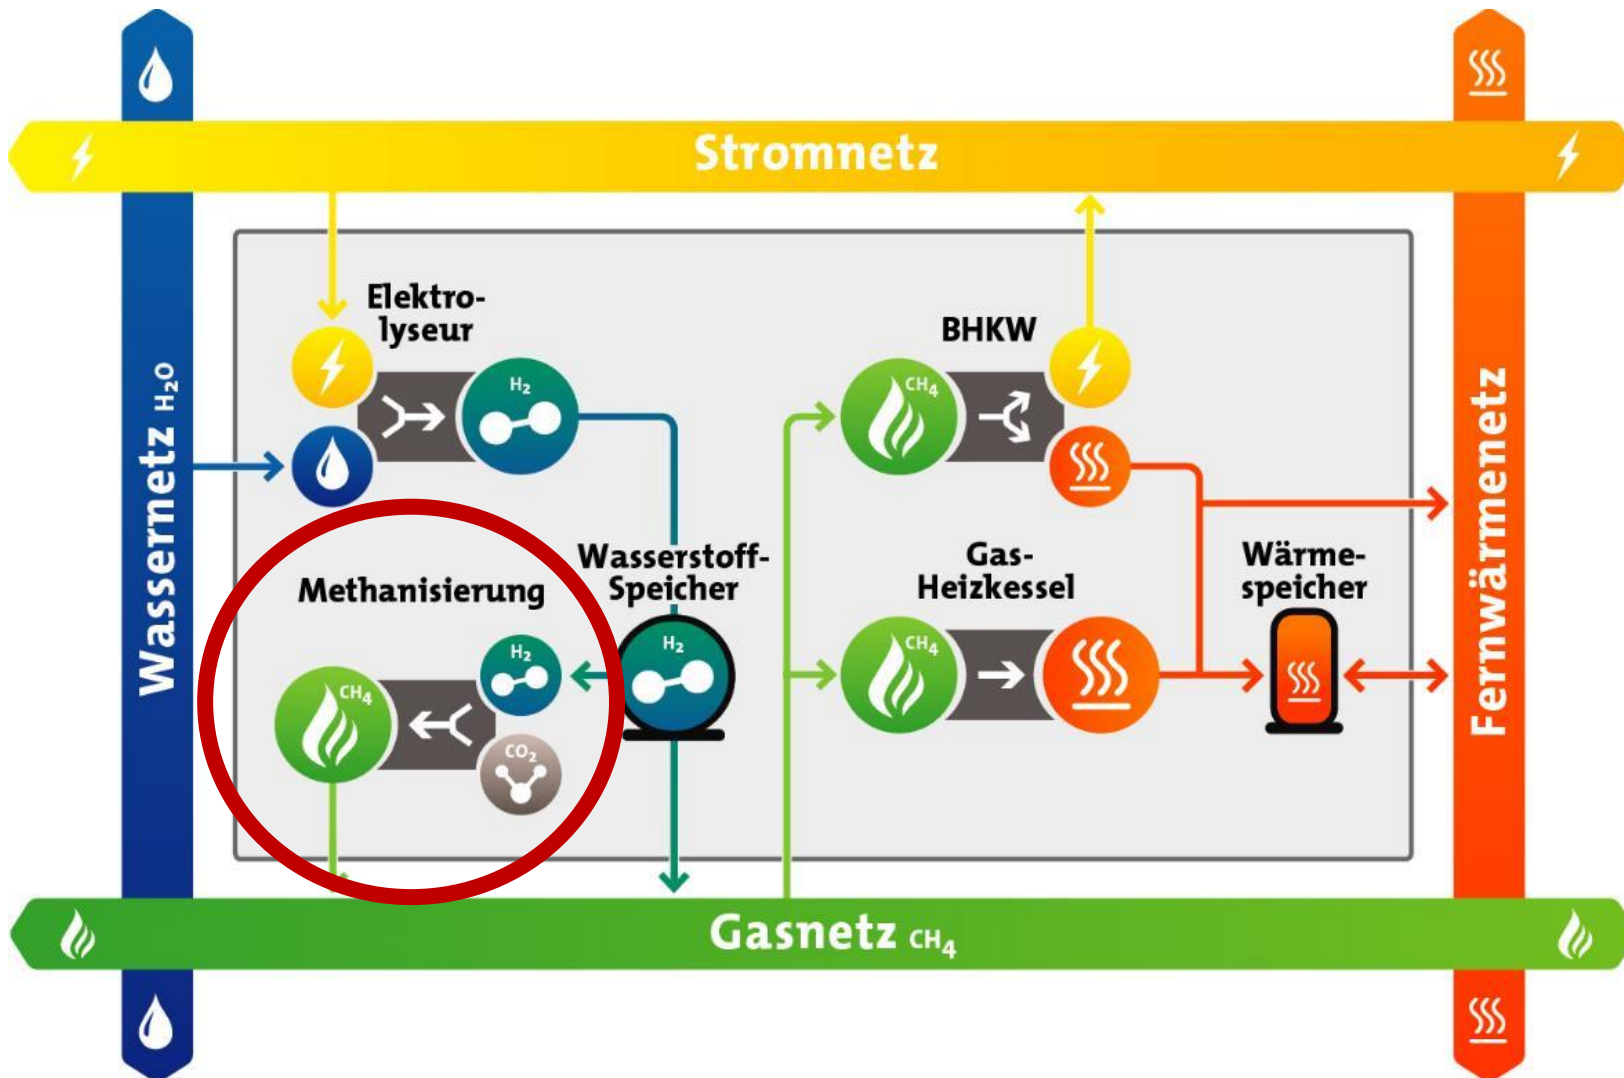 Stromnetz
Wassernetz H₂O
Elektro-
lyseur
H₂
BHKW
CH₄
Methanisierung
Wasserstoff-
Speicher
H₂
H₂
CH₄
CO₂
Gas-
Heizkessel
CH₄
Wärme-
speicher
Fernwärmenetz
Gasnetz CH₄